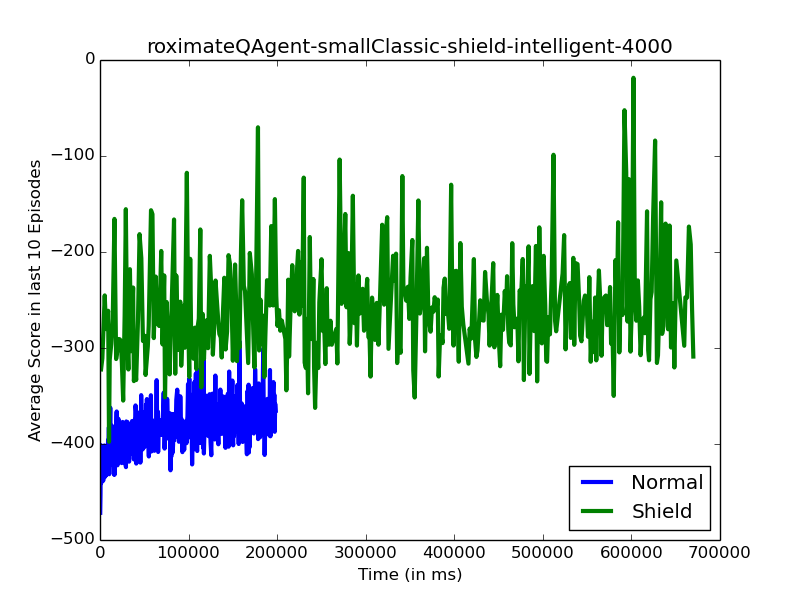 roximateQAgent-smallClassic-shield-intelligent-4000
0
−100
−200
−300
−400
−500
Average Score in last 10 Episodes
Normal
Shield
0 100000 200000 300000 400000 500000 600000 700000
Time (in ms)